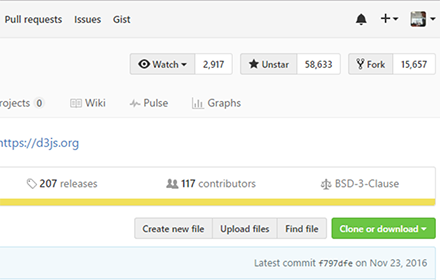 Pull requests Issues Gist
Watch 2,917 Unstar 58,633 Fork 15,657
rojects 0 Wiki Pulse Graphs
https://d3js.org
207 releases 117 contributors BSD-3-Clause
Create new file Upload files Find file Clone or download
Latest commit f797dfe on Nov 23, 2016